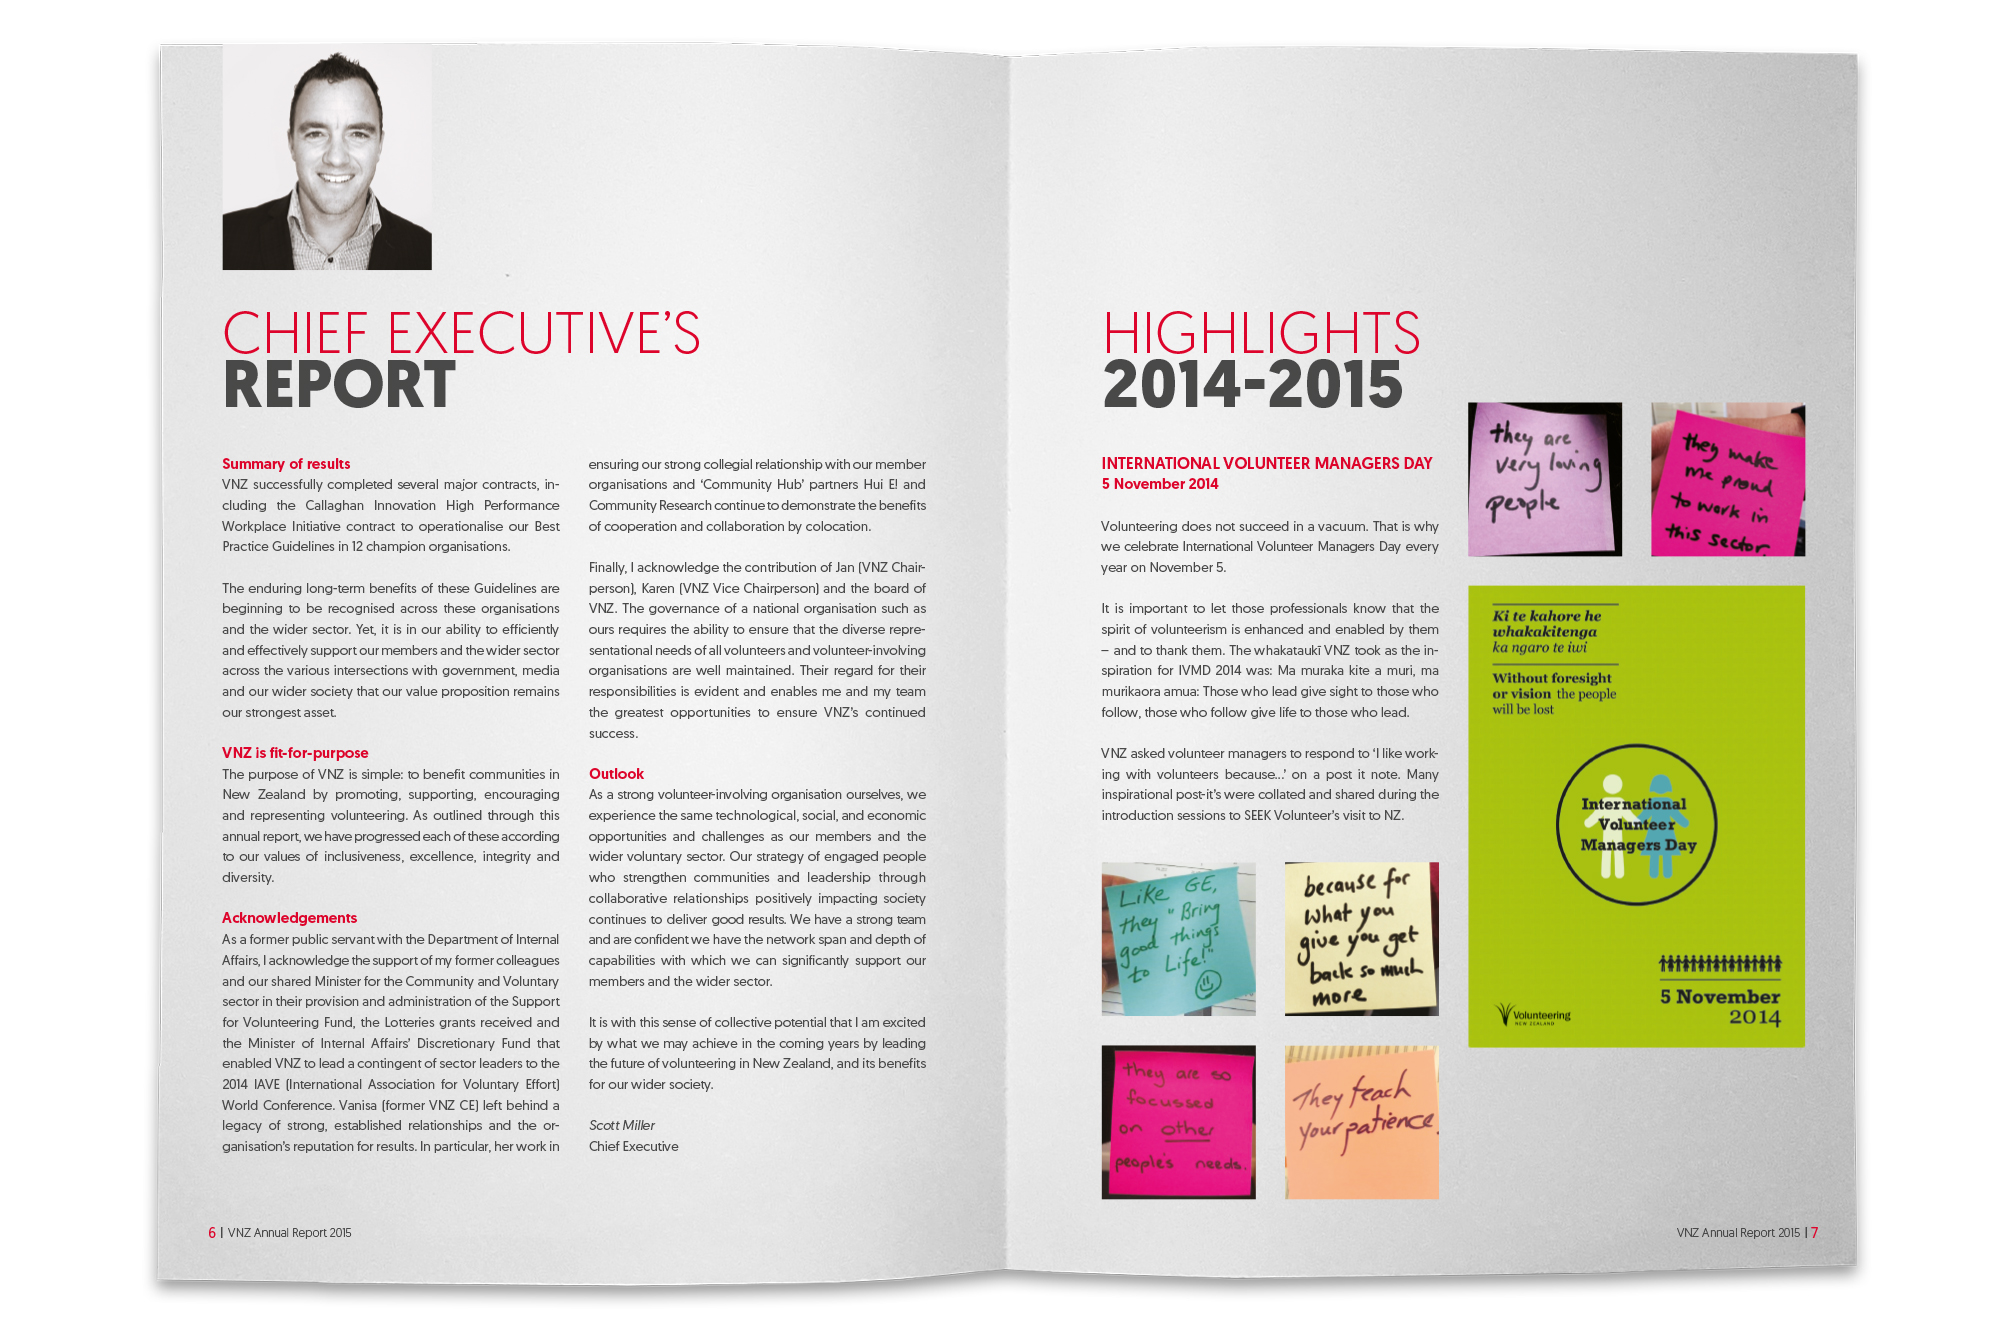 CHIEF EXECUTIVE'S
REPORT
Summary of results
VNZ successfully completed several major contracts, in-
cluding the Callaghan Innovation High Performance
Workplace Initiative contract to operationalise our Best
Practice Guidelines in 12 champion organisations.
The enduring long-term benefits of these Guidelines are
beginning to be recognised across these organisations
and the wider sector. Yet, it is in our ability to efficiently
and effectively support our members and the wider sector
across the various intersections with government, media
and our wider society that our value proposition remains
our strongest asset.
VNZ is fit-for-purpose
The purpose of VNZ is simple: to benefit communities in
New Zealand by promoting, supporting, encouraging
and representing volunteering. As outlined through this
annual report, we have progressed each of these according
to our values of inclusiveness, excellence, integrity and
diversity.
Acknowledgements
As a former public servant with the Department of Internal
Affairs, I acknowledge the support of my former colleagues
and our shared Minister for the Community and Voluntary
sector in their provision and administration of the Support
for Volunteering Fund, the Lotteries grants received and
the Minister of Internal Affairs' Discretionary Fund that
enabled VNZ to lead a contingent of sector leaders to the
2014 IAVE (International Association for Voluntary Effort)
World Conference. Vanisa (former VNZ CE) left behind a
legacy of strong, established relationships and the or-
ganisation's reputation for results. In particular, her work in
ensuring our strong collegial relationship with our member
organisations and 'Community Hub' partners Hui E! and
Community Research continue to demonstrate the benefits
of cooperation and collaboration by colocation.
Finally, I acknowledge the contribution of Jan (VNZ Chair-
person), Karen (VNZ Vice Chairperson) and the board of
VNZ. The governance of a national organisation such as
ours requires the ability to ensure that the diverse repre-
sentational needs of all volunteers and volunteer-involving
organisations are well maintained. Their regard for their
responsibilities is evident and enables me and my team
the greatest opportunities to ensure VNZ's continued
success.
Outlook
As a strong volunteer-involving organisation ourselves, we
experience the same technological, social, and economic
opportunities and challenges as our members and the
wider voluntary sector. Our strategy of engaged people
who strengthen communities and leadership through
collaborative relationships positively impacting society
continues to deliver good results. We have a strong team
and are confident we have the network span and depth of
capabilities with which we can significantly support our
members and the wider sector.
It is with this sense of collective potential that I am excited
by what we may achieve in the coming years by leading
the future of volunteering in New Zealand, and its benefits
for our wider society.
Scott Miller
Chief Executive
6 | VNZ Annual Report 2015
HIGHLIGHTS
2014-2015
INTERNATIONAL VOLUNTEER MANAGERS DAY
5 November 2014
Volunteering does not succeed in a vacuum. That is why
we celebrate International Volunteer Managers Day every
year on November 5.
It is important to let those professionals know that the
spirit of volunteerism is enhanced and enabled by them
– and to thank them. The whakataukī VNZ took as the in-
spiration for IVMD 2014 was: Ma muraka kite a muri, ma
murikaora amua: Those who lead give sight to those who
follow, those who follow give life to those who lead.
VNZ asked volunteer managers to respond to 'I like work-
ing with volunteers because...' on a post it note. Many
inspirational post-it's were collated and shared during the
introduction sessions to SEEK Volunteer's visit to NZ.
Like GE,
they "Bring
good things
to Life!"
because for
what you
give you get
back so much
more
they are so
focussed
on other
people's needs.
They teach
your patience.
they are
very loving
people
they make
me proud
to work in
this sector
Ki te kahore he
whakakitenga
ka ngaro te iwi
Without foresight
or vision the people
will be lost
International
Volunteer
Managers Day
5 November
2014
Volunteering
NEW ZEALAND
VNZ Annual Report 2015 | 7